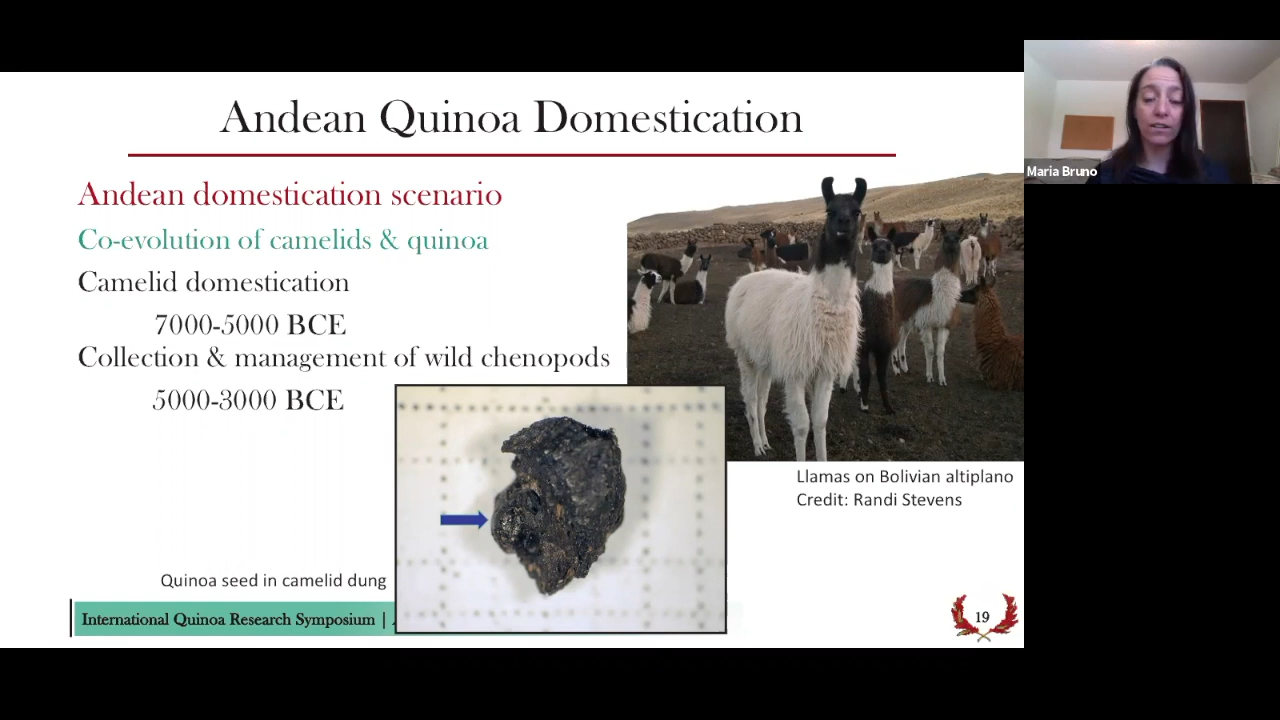 Andean Quinoa Domestication
Andean domestication scenario
Co-evolution of camelids & quinoa
Camelid domestication
7000-5000 BCE
Collection & management of wild chenopods
5000-3000 BCE
Llamas on Bolivian altiplano
Credit: Randi Stevens
Quinoa seed in camelid dung
International Quinoa Research Symposium |
19
Maria Bruno